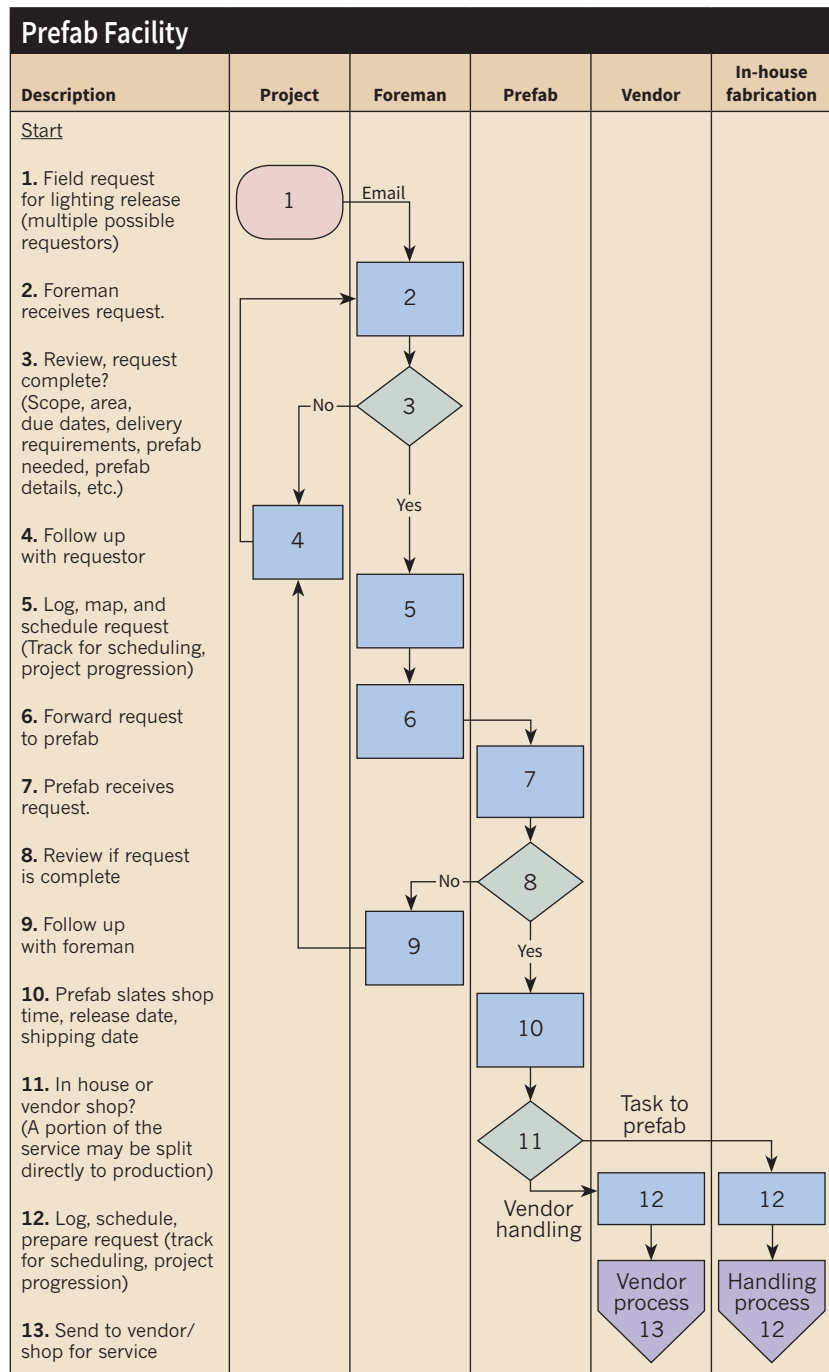 Prefab Facility
Description
Project
Foreman
Prefab
Vendor
In-house
fabrication
Start
1. Field request
for lighting release
(multiple possible
requestors)
2. Foreman
receives request.
3. Review, request
complete?
(Scope, area,
due dates, delivery
requirements, prefab
needed, prefab
details, etc.)
4. Follow up
with requestor
5. Log, map, and
schedule request
(Track for scheduling,
project progression)
6. Forward request
to prefab
7. Prefab receives
request.
8. Review if request
is complete
9. Follow up
with foreman
10. Prefab slates shop
time, release date,
shipping date
11. In house or
vendor shop?
(A portion of the
service may be split
directly to production)
12. Log, schedule,
prepare request (track
for scheduling, project
progression)
13. Send to vendor/
shop for service
1
Email
2
3
No
Yes
4
5
6
7
8
No
Yes
9
10
11
Task to
prefab
Vendor
handling
12
12
Vendor
process
13
Handling
process
12